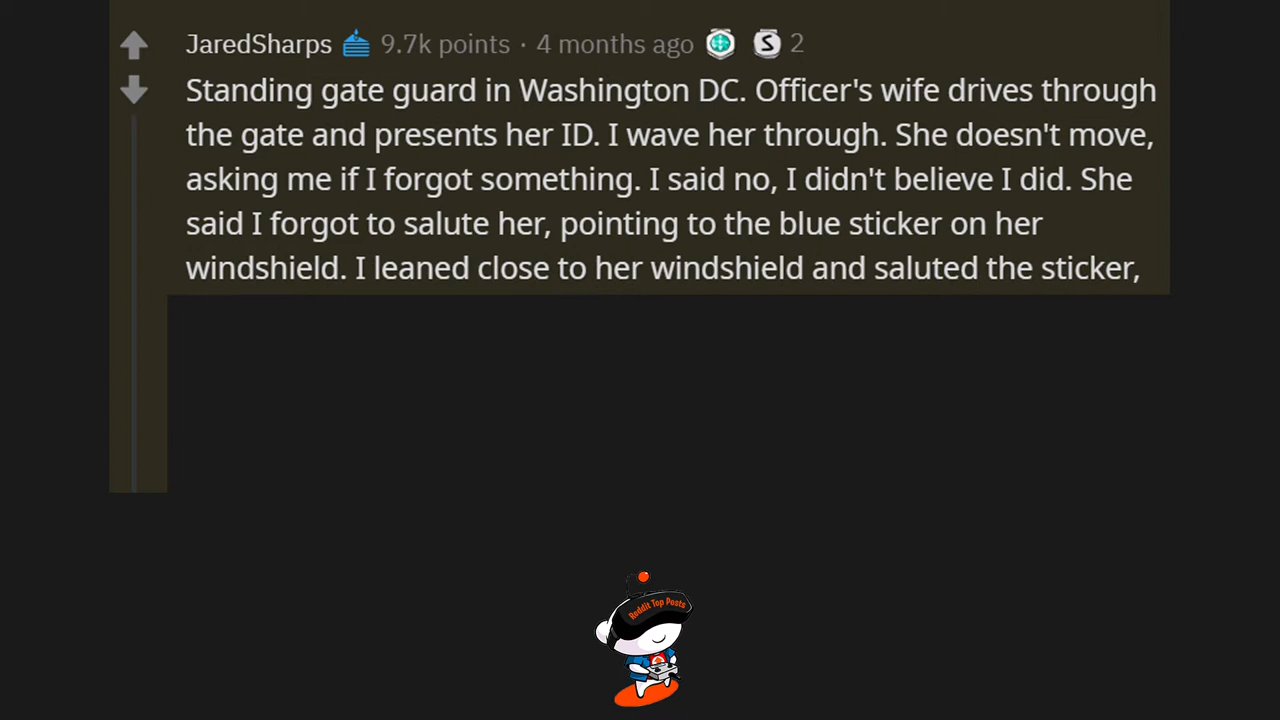 JaredSharps 9.7k points · 4 months ago 2
Standing gate guard in Washington DC. Officer's wife drives through
the gate and presents her ID. I wave her through. She doesn't move,
asking me if I forgot something. I said no, I didn't believe I did. She
said I forgot to salute her, pointing to the blue sticker on her
windshield. I leaned close to her windshield and saluted the sticker,
Reddit Top Posts